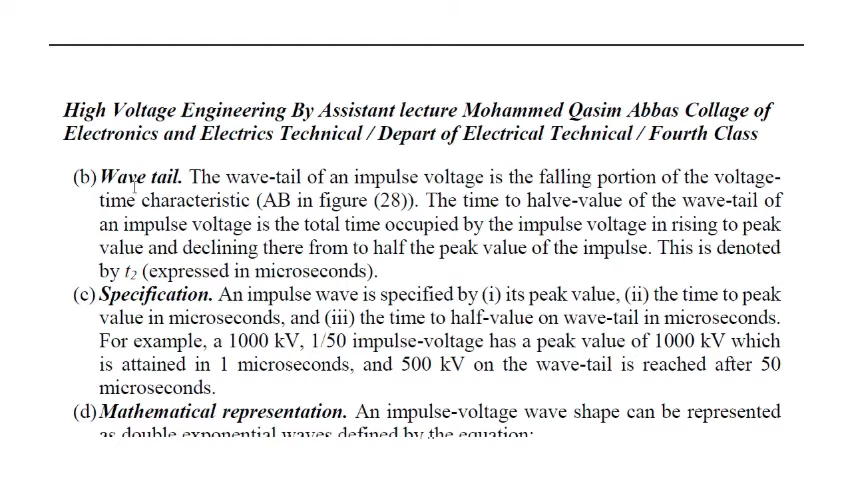 High Voltage Engineering By Assistant lecture Mohammed Qasim Abbas Collage of
Electronics and Electrics Technical / Depart of Electrical Technical / Fourth Class
(b) Wave tail. The wave-tail of an impulse voltage is the falling portion of the voltage-
time characteristic (AB in figure (28)). The time to halve-value of the wave-tail of
an impulse voltage is the total time occupied by the impulse voltage in rising to peak
value and declining there from to half the peak value of the impulse. This is denoted
by t2 (expressed in microseconds).
(c) Specification. An impulse wave is specified by (i) its peak value, (ii) the time to peak
value in microseconds, and (iii) the time to half-value on wave-tail in microseconds.
For example, a 1000 kV, 1/50 impulse-voltage has a peak value of 1000 kV which
is attained in 1 microseconds, and 500 kV on the wave-tail is reached after 50
microseconds.
(d) Mathematical representation. An impulse-voltage wave shape can be represented
as double exponential waves defined by the equation: